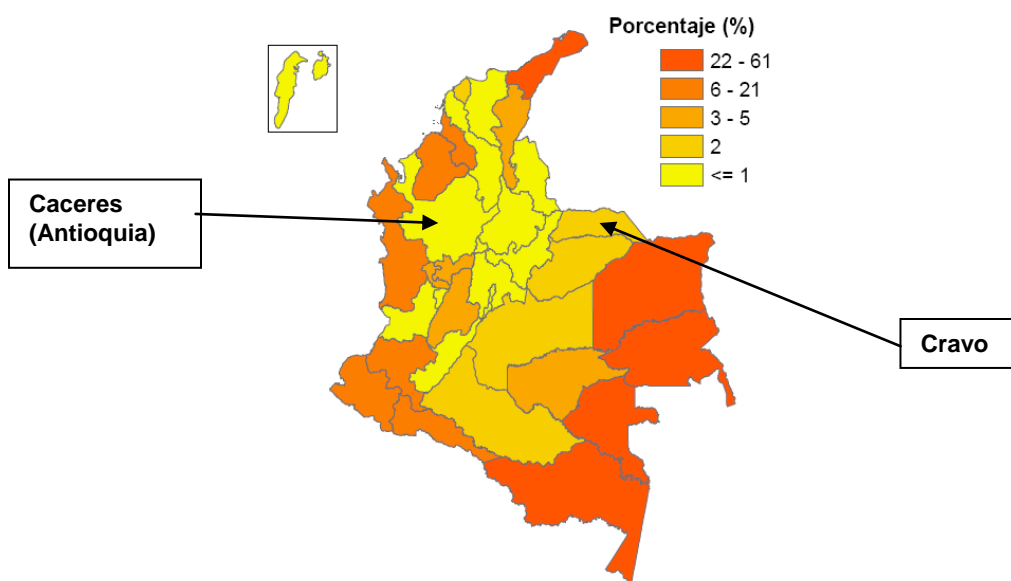 Porcentaje (%)
22 - 61
6 - 21
3 - 5
2
<= 1
Caceres
(Antioquia)
Cravo